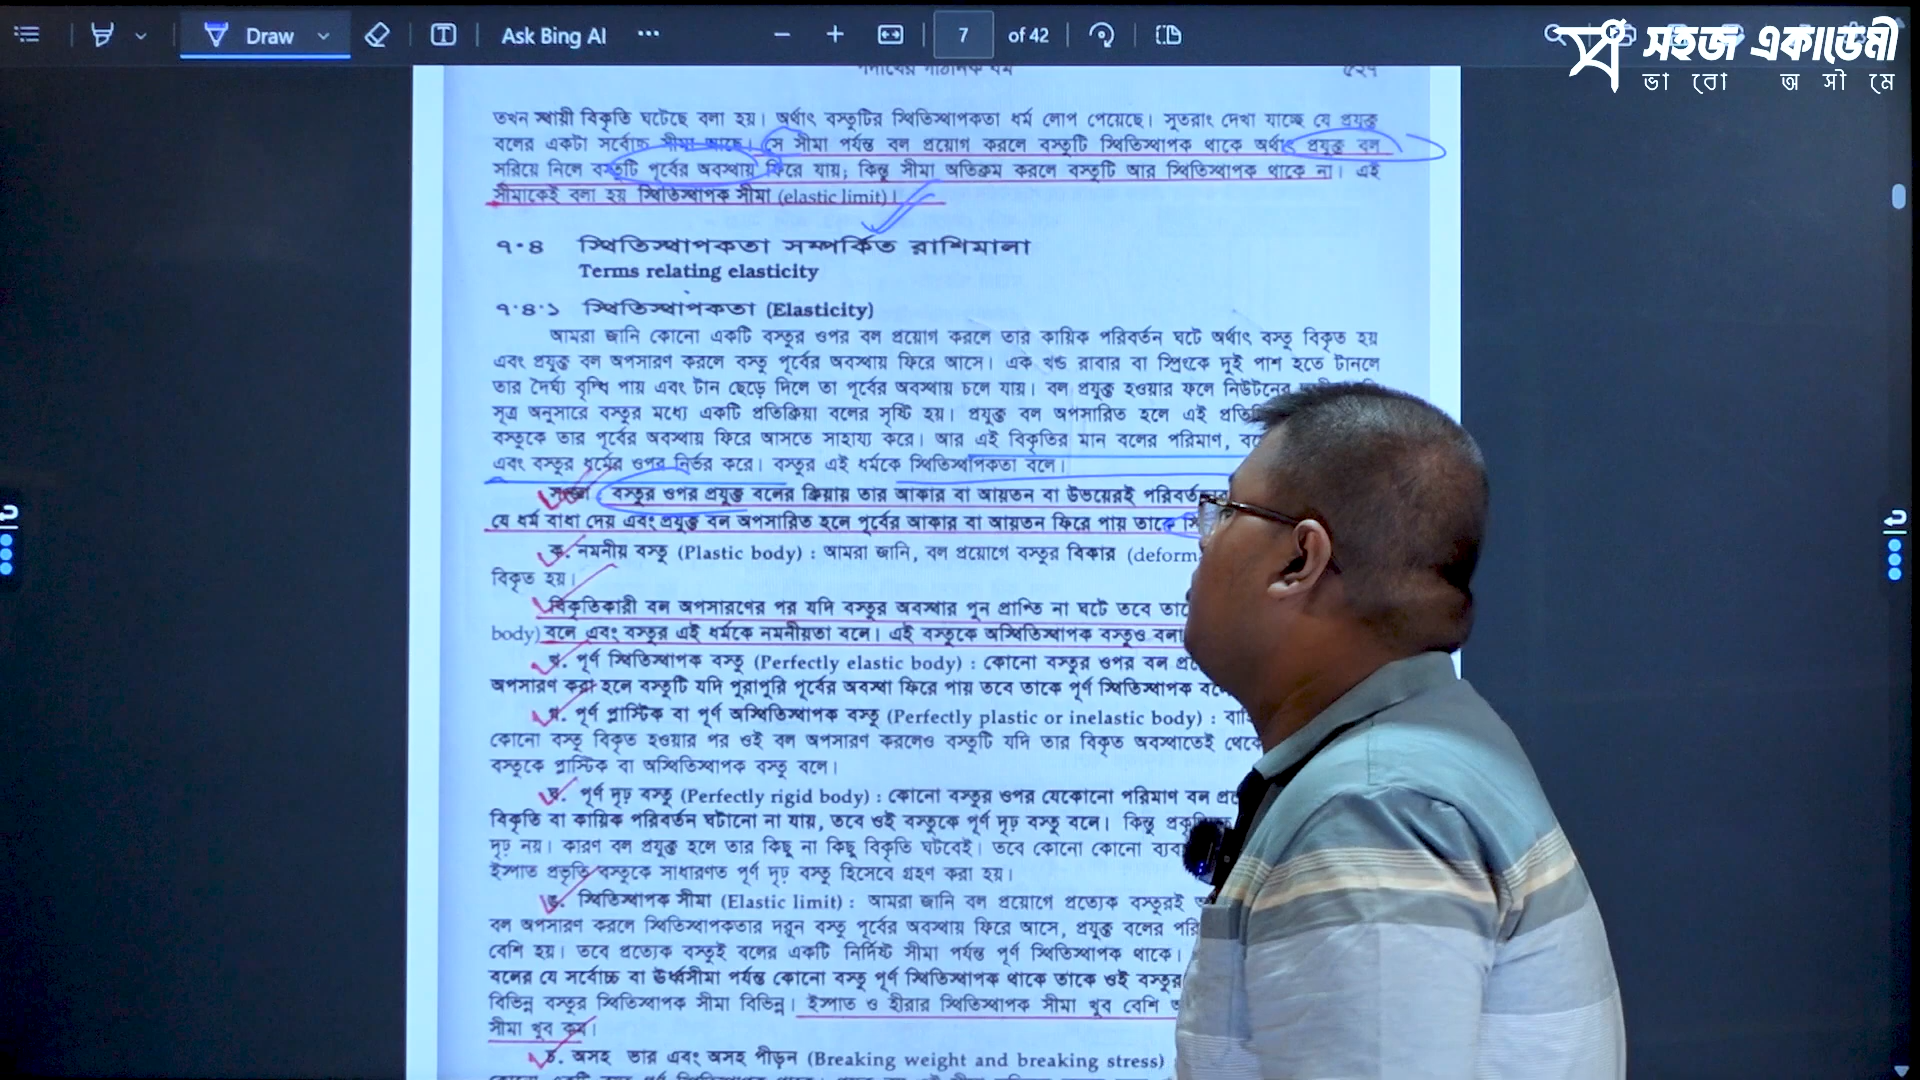 Draw
Ask Bing AI
7 of 42
সহজ একাডেমী
ভাবো অসীমে
পদার্থের গাঠনিক ধর্ম ৫২৭
তখন স্থায়ী বিকৃতি ঘটেছে বলা হয়। অর্থাৎ বস্তুটির স্থিতিস্থাপকতা ধর্ম লোপ পেয়েছে। সুতরাং দেখা যাচ্ছে যে প্রযুক্ত
বলের একটা সর্বোচ্চ সীমা আছে। সে সীমা পর্যন্ত বল প্রয়োগ করলে বস্তুটি স্থিতিস্থাপক থাকে অর্থাৎ প্রযুক্ত বল
সরিয়ে নিলে বস্তুটি পূর্বের অবস্থায় ফিরে যায়; কিন্তু সীমা অতিক্রম করলে বস্তুটি আর স্থিতিস্থাপক থাকে না। এই
সীমাকেই বলা হয় স্থিতিস্থাপক সীমা (elastic limit)।
৭·৪ স্থিতিস্থাপকতা সম্পর্কিত রাশিমালা
Terms relating elasticity
৭·৪·১ স্থিতিস্থাপকতা (Elasticity)
আমরা জানি কোনো একটি বস্তুর ওপর বল প্রয়োগ করলে তার কায়িক পরিবর্তন ঘটে অর্থাৎ বস্তু বিকৃত হয়
এবং প্রযুক্ত বল অপসারণ করলে বস্তু পূর্বের অবস্থায় ফিরে আসে। এক খণ্ড রাবার বা স্প্রিংকে দুই পাশ হতে টানলে
তার দৈর্ঘ্য বৃদ্ধি পায় এবং টান ছেড়ে দিলে তা পূর্বের অবস্থায় চলে যায়। বল প্রযুক্ত হওয়ার ফলে নিউটনের
সূত্র অনুসারে বস্তুর মধ্যে একটি প্রতিক্রিয়া বলের সৃষ্টি হয়। প্রযুক্ত বল অপসারিত হলে এই
বস্তুকে তার পূর্বের অবস্থায় ফিরে আসতে সাহায্য করে। আর এই বিকৃতির মান বলের পরিমাণ,
এবং বস্তুর ধর্মের ওপর নির্ভর করে। বস্তুর এই ধর্মকে স্থিতিস্থাপকতা বলে।
সংজ্ঞা বস্তুর ওপর প্রযুক্ত বলের ক্রিয়ায় তার আকার বা আয়তন বা উভয়েরই
যে ধর্ম বাধা দেয় এবং প্রযুক্ত বল অপসারিত হলে পূর্বের আকার বা আয়তন ফিরে পায় তাকে
ক. নমনীয় বস্তু (Plastic body) : আমরা জানি, বল প্রয়োগে বস্তুর বিকার (deform
বিকৃত হয়।
বিকৃতিকারী বল অপসারণের পর যদি বস্তুর অবস্থার পুন প্রাপ্তি না ঘটে তবে
body) বলে এবং বস্তুর এই ধর্মকে নমনীয়তা বলে। এই বস্তুকে অস্থিতিস্থাপক বস্তুও বলা
খ. পূর্ণ স্থিতিস্থাপক বস্তু (Perfectly elastic body) : কোনো বস্তুর ওপর বল
অপসারণ করা হলে বস্তুটি যদি পুরাপুরি পূর্বের অবস্থা ফিরে পায় তবে তাকে পূর্ণ স্থিতিস্থাপক
গ. পূর্ণ প্লাস্টিক বা পূর্ণ অস্থিতিস্থাপক বস্তু (Perfectly plastic or inelastic body) :
কোনো বস্তু বিকৃত হওয়ার পর ওই বল অপসারণ করলেও বস্তুটি যদি তার বিকৃত অবস্থাতেই
বস্তুকে প্লাস্টিক বা অস্থিতিস্থাপক বস্তু বলে।
ঘ. পূর্ণ দৃঢ় বস্তু (Perfectly rigid body) : কোনো বস্তুর ওপর যেকোনো পরিমাণ বল
বিকৃতি বা কায়িক পরিবর্তন ঘটানো না যায়, তবে ওই বস্তুকে পূর্ণ দৃঢ় বস্তু বলে। কিন্তু
দৃঢ় নয়। কারণ বল প্রযুক্ত হলে তার কিছু না কিছু বিকৃতি ঘটবেই। তবে কোনো কোনো
ইস্পাত প্রভৃতি বস্তুকে সাধারণত পূর্ণ দৃঢ় বস্তু হিসেবে গ্রহণ করা হয়।
ঙ. স্থিতিস্থাপক সীমা (Elastic limit) : আমরা জানি বল প্রয়োগে প্রত্যেক বস্তুরই
বল অপসারণ করলে স্থিতিস্থাপকতার দরুন বস্তু পূর্বের অবস্থায় ফিরে আসে, প্রযুক্ত বলের
বেশি হয়। তবে প্রত্যেক বস্তুই বলের একটি নির্দিষ্ট সীমা পর্যন্ত পূর্ণ স্থিতিস্থাপক থাকে।
বলের যে সর্বোচ্চ বা ঊর্ধ্বসীমা পর্যন্ত কোনো বস্তু পূর্ণ স্থিতিস্থাপক থাকে তাকে ওই বস্তুর
বিভিন্ন বস্তুর স্থিতিস্থাপক সীমা বিভিন্ন। ইস্পাত ও হীরার স্থিতিস্থাপক সীমা খুব বেশি
সীমা খুব কম।
চ. অসহ ভার এবং অসহ পীড়ন (Breaking weight and breaking stress)